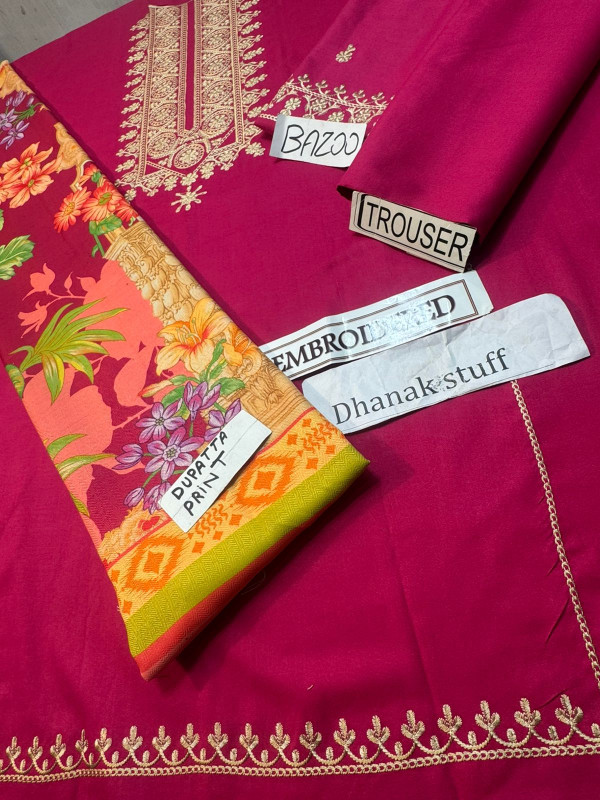 BAZOO
TROUSER
EMBROIDERED
Dhanak stuff
DUPATTA
PRINT